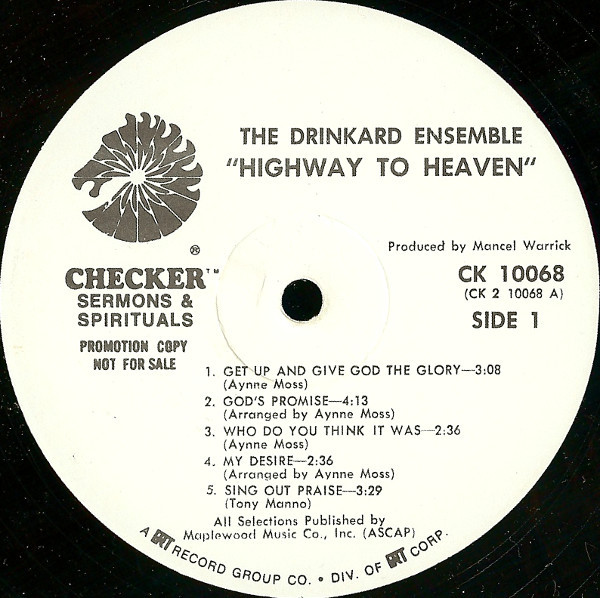 THE DRINKARD ENSEMBLE
"HIGHWAY TO HEAVEN"
Produced by Mancel Warrick
®
CHECKER™
SERMONS &
SPIRITUALS
PROMOTION COPY
NOT FOR SALE
CK 10068
(CK 2 10068 A)
SIDE 1
1. GET UP AND GIVE GOD THE GLORY—3:08
(Aynne Moss)
2. GOD'S PROMISE—4:13
(Arranged by Aynne Moss)
3. WHO DO YOU THINK IT WAS—2:36
(Aynne Moss)
4. MY DESIRE—2:36
(Arranged by Aynne Moss)
5. SING OUT PRAISE—3:29
(Tony Manno)
All Selections Published by
Maplewood Music Co., Inc. (ASCAP)
A GRT RECORD GROUP CO. • DIV. OF GRT CORP.